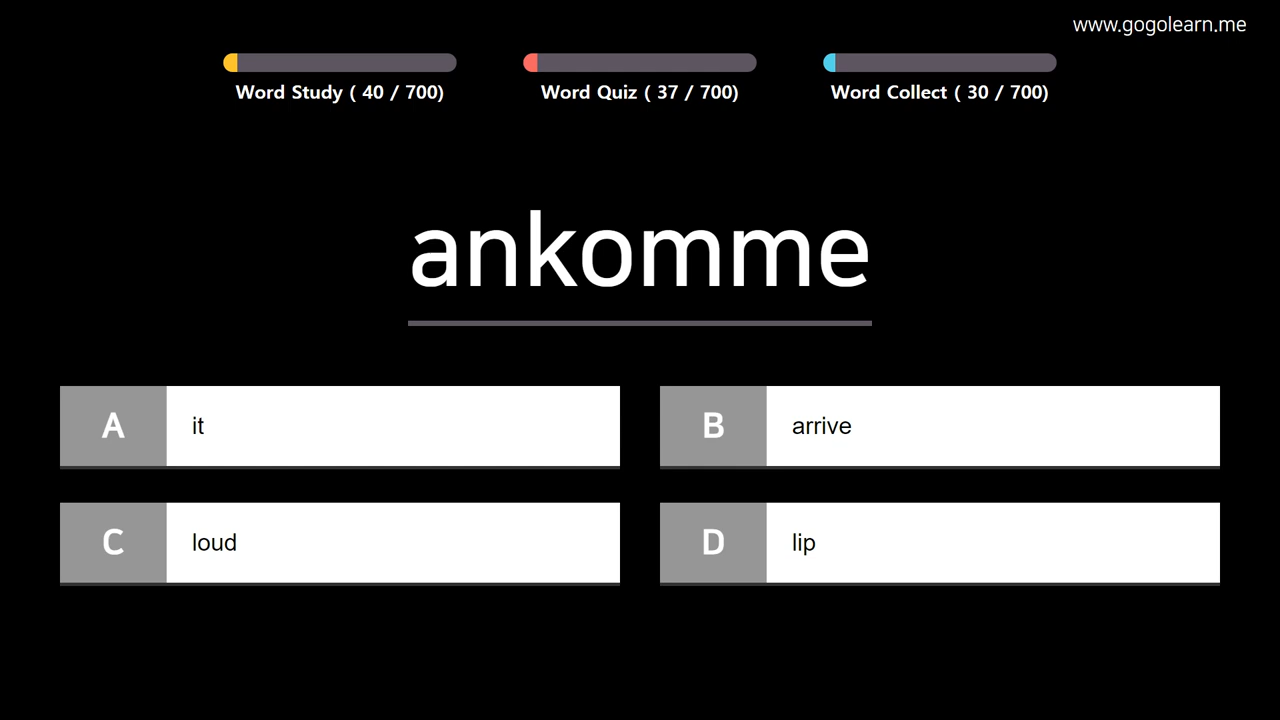 www.gogolearn.me
Word Study ( 40 / 700)
Word Quiz ( 37 / 700)
Word Collect ( 30 / 700)
ankomme
A it
B arrive
C loud
D lip